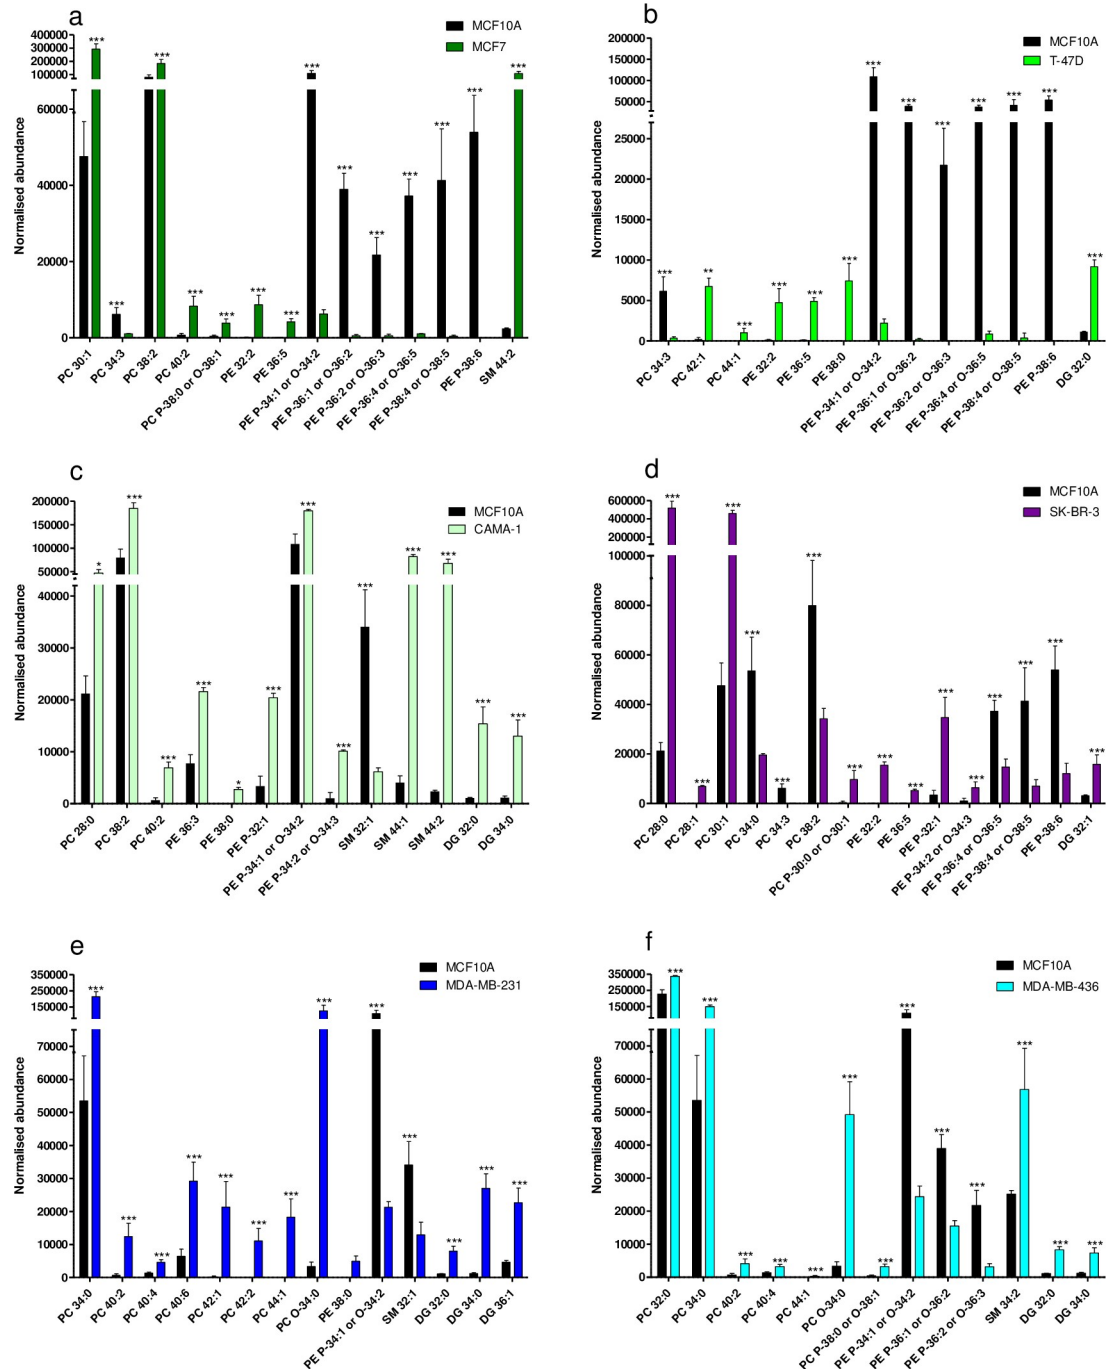 a
MCF10A
MCF7
Normalised abundance
400000
300000
200000
100000
60000
40000
20000
0
*** *** *** *** *** *** *** *** *** *** *** *** *** ***
PC 30:1
PC 34:3
PC 38:2
PC 40:2
PC P-38:0 or O-38:1
PE 32:2
PE 36:5
PE P-34:1 or O-34:2
PE P-36:1 or O-36:2
PE P-36:2 or O-36:3
PE P-36:4 or O-36:5
PE P-38:4 or O-38:5
PE P-38:6
SM 44:2
b
MCF10A
T-47D
Normalised abundance
200000
150000
100000
50000
25000
20000
15000
10000
5000
0
*** ** *** *** *** *** *** *** *** *** *** *** ***
PC 34:3
PC 42:1
PC 44:1
PE 32:2
PE 36:5
PE 38:0
PE P-34:1 or O-34:2
PE P-36:1 or O-36:2
PE P-36:2 or O-36:3
PE P-36:4 or O-36:5
PE P-38:4 or O-38:5
PE P-38:6
DG 32:0
c
MCF10A
CAMA-1
Normalised abundance
200000
150000
100000
50000
40000
30000
20000
10000
0
* *** *** *** * *** *** *** *** *** *** *** ***
PC 28:0
PC 38:2
PC 40:2
PE 36:3
PE 38:0
PE P-32:1
PE P-34:1 or O-34:2
PE P-34:2 or O-34:3
SM 32:1
SM 44:1
SM 44:2
DG 32:0
DG 34:0
d
MCF10A
SK-BR-3
Normalised abundance
600000
400000
200000
100000
80000
60000
40000
20000
0
*** *** *** *** *** *** *** *** *** *** *** *** *** *** ***
PC 28:0
PC 28:1
PC 30:1
PC 34:0
PC 34:3
PC 38:2
PC P-30:0 or O-30:1
PE 32:2
PE 36:5
PE P-32:1
PE P-34:2 or O-34:3
PE P-36:4 or O-36:5
PE P-38:4 or O-38:5
PE P-38:6
DG 32:1
e
MCF10A
MDA-MB-231
Normalised abundance
350000
250000
150000
70000
60000
50000
40000
30000
20000
10000
0
*** *** *** *** *** *** *** *** *** *** *** *** ***
PC 34:0
PC 40:2
PC 40:4
PC 40:6
PC 42:1
PC 42:2
PC 44:1
PC O-34:0
PE 38:0
PE P-34:1 or O-34:2
SM 32:1
DG 32:0
DG 34:0
DG 36:1
f
MCF10A
MDA-MB-436
Normalised abundance
350000
250000
150000
70000
60000
50000
40000
30000
20000
10000
0
*** *** *** *** *** *** *** *** *** *** *** *** ***
PC 32:0
PC 34:0
PC 40:2
PC 40:4
PC 44:1
PC O-34:0
PC P-38:0 or O-38:1
PE P-34:1 or O-34:2
PE P-36:1 or O-36:2
PE P-36:2 or O-36:3
SM 34:2
DG 32:0
DG 34:0